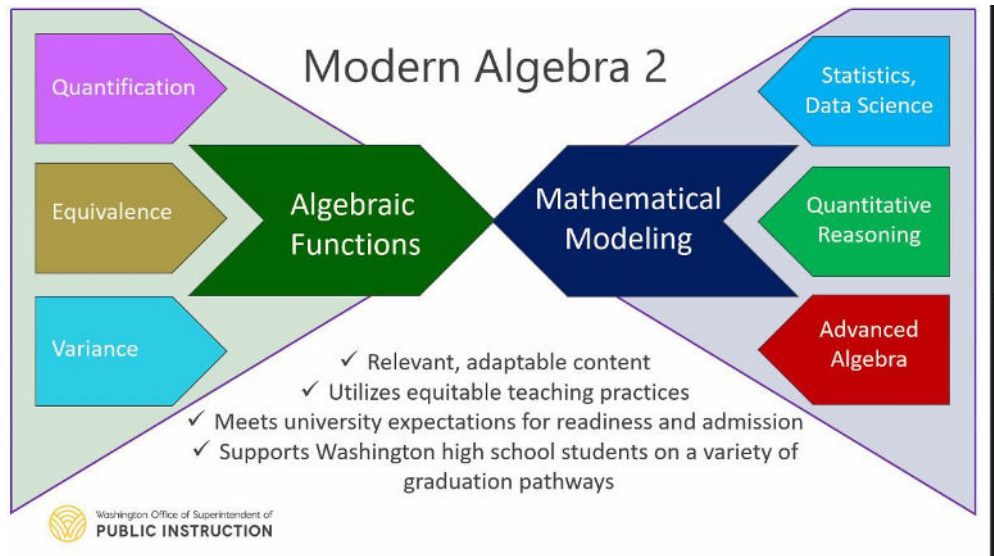 Modern Algebra 2
Quantification
Equivalence
Variance
Algebraic
Functions
Mathematical
Modeling
Statistics,
Data Science
Quantitative
Reasoning
Advanced
Algebra
✓ Relevant, adaptable content
✓ Utilizes equitable teaching practices
✓ Meets university expectations for readiness and admission
✓ Supports Washington high school students on a variety of
graduation pathways
Washington Office of Superintendent of
PUBLIC INSTRUCTION